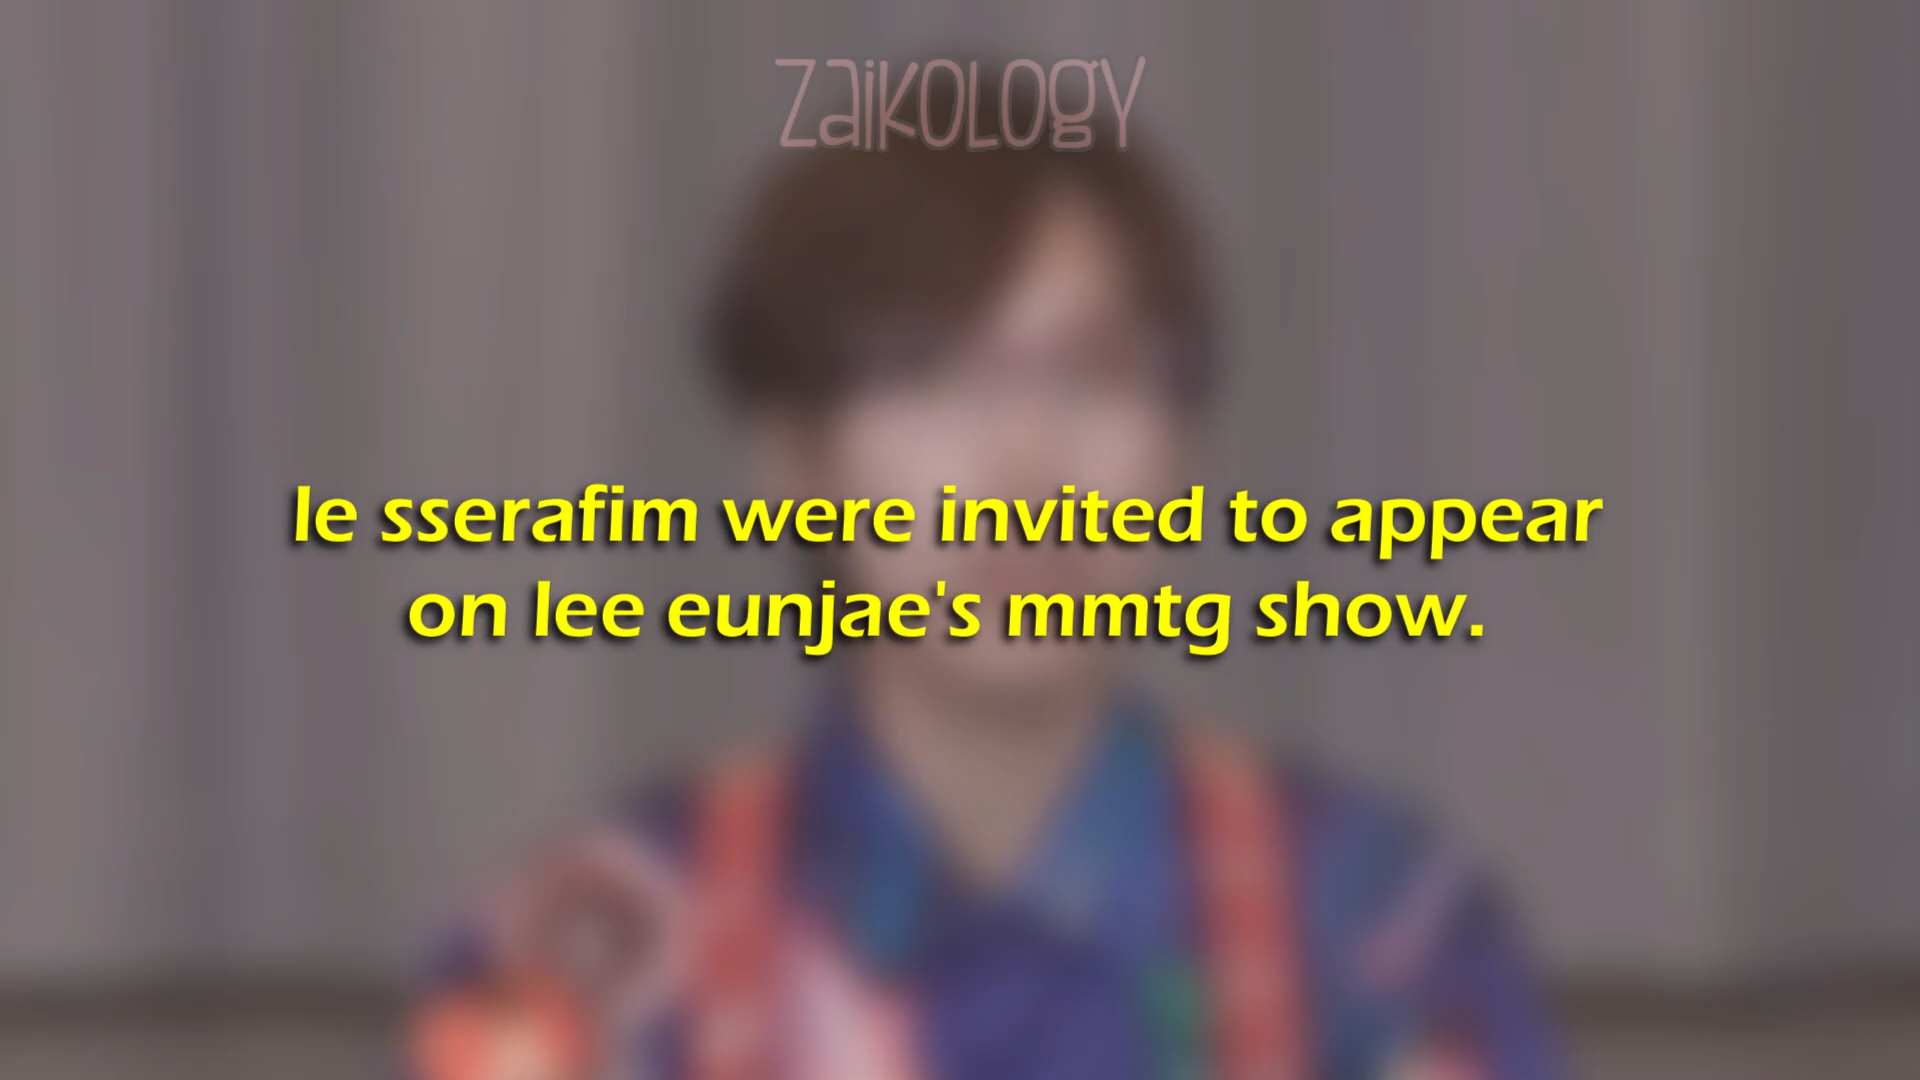 ZaikOLOgY
le sserafim were invited to appear
on lee eunjae's mmtg show.